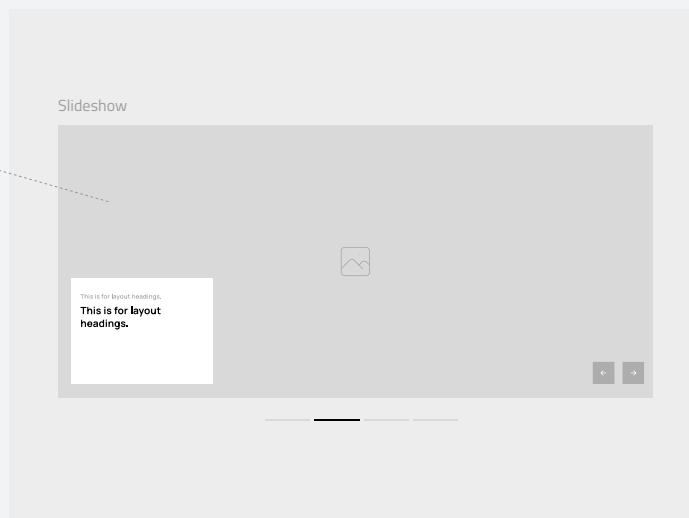 Slideshow
This is for layout headings.
This is for layout
headings.